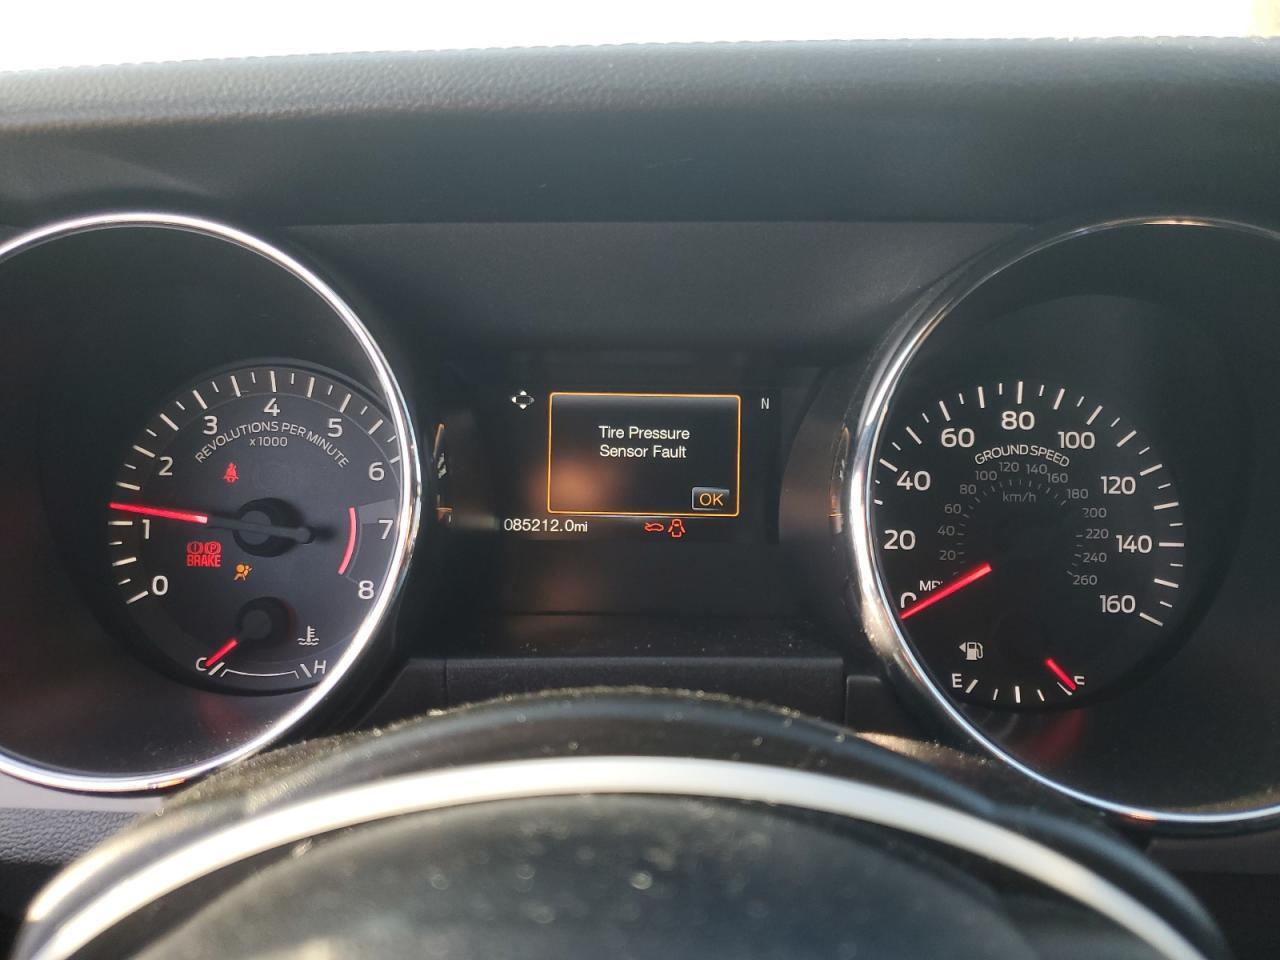 0
1
2
3
4
5
6
7
8
REVOLUTIONS PER MINUTE
x1000
BRAKE
C
H
Tire Pressure
Sensor Fault
OK
N
085212.0mi
0
20
40
60
80
100
120
140
160
GROUND SPEED
km/h
20
40
60
80
100
120
140
160
180
200
220
240
260
E
F